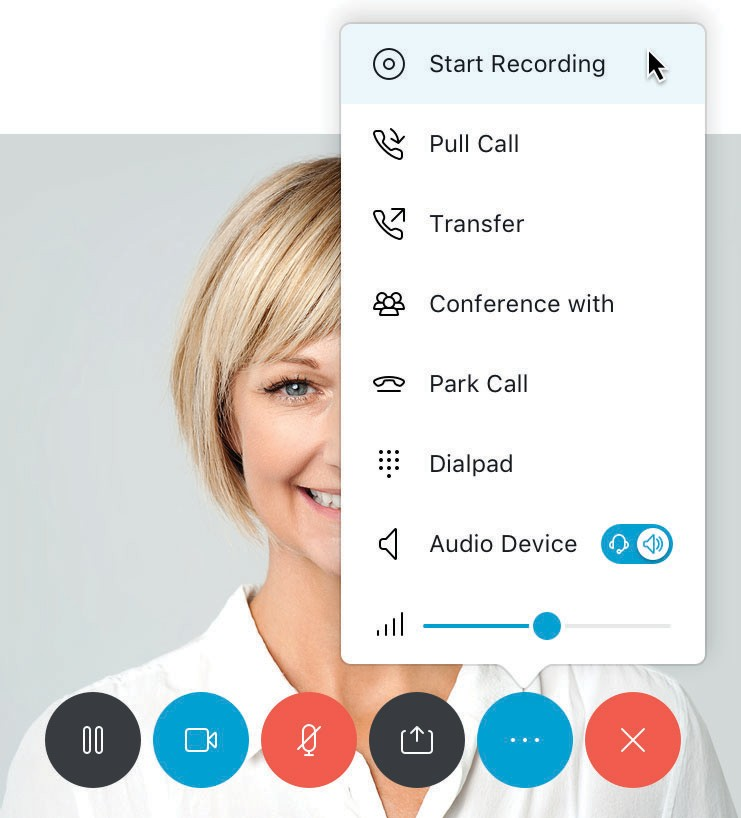 Start Recording
Pull Call
Transfer
Conference with
Park Call
Dialpad
Audio Device